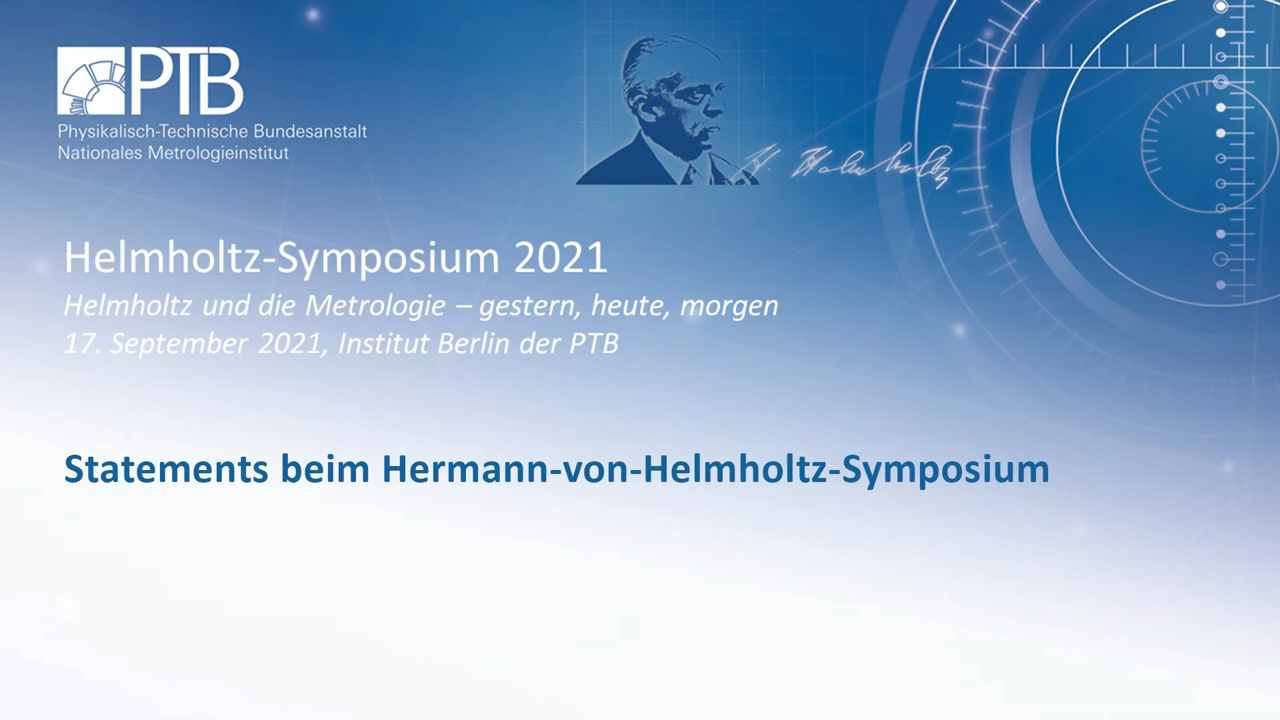 PTB
Physikalisch-Technische Bundesanstalt
Nationales Metrologieinstitut
H. Helmholtz
Helmholtz-Symposium 2021
Helmholtz und die Metrologie – gestern, heute, morgen
17. September 2021, Institut Berlin der PTB
Statements beim Hermann-von-Helmholtz-Symposium